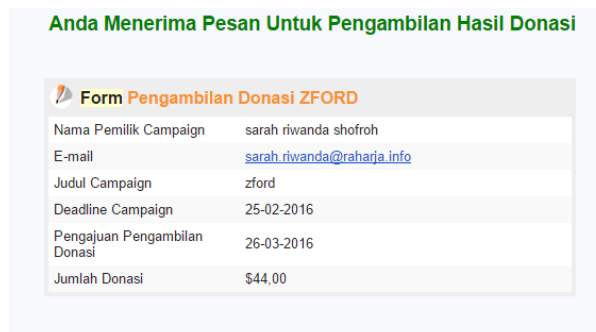 Anda Menerima Pesan Untuk Pengambilan Hasil Donasi
Form Pengambilan Donasi ZFORD
Nama Pemilik Campaign sarah riwanda shofroh
E-mail sarah.riwanda@raharja.info
Judul Campaign zford
Deadline Campaign 25-02-2016
Pengajuan Pengambilan
Donasi 26-03-2016
Jumlah Donasi $44,00